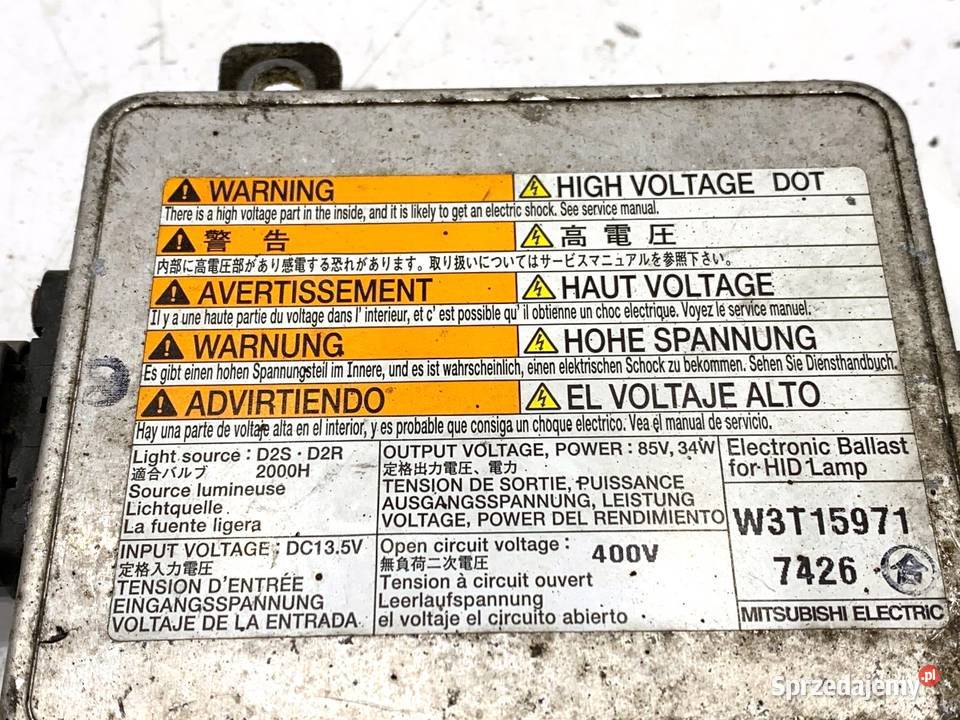 WARNING HIGH VOLTAGE DOT
There is a high voltage part in the inside, and it is likely to get an electric shock. See service manual.
警告 高電圧
内部に高電圧部があり感電する恐れがあります。取り扱いについてはサービスマニュアルを参照下さい。
AVERTISSEMENT HAUT VOLTAGE
Il y a une haute partie du voltage dans l' interieur, et c' est possible qu' il obtienne un choc electrique. Voyez le service manuel.
WARNUNG HOHE SPANNUNG
Es gibt einen hohen Spannungsteil im Innere, und es ist wahrscheinlich, einen elektrischen Schock zu bekommen. Sehen Sie Diensthandbuch.
ADVIRTIENDO EL VOLTAJE ALTO
Hay una parte de voltaje alta en el interior, y es probable que consiga un choque electrico. Vea el manual de servicio.
Light source : D2S · D2R
適合バルブ 2000H
Source lumineuse
Lichtquelle
La fuente ligera
OUTPUT VOLTAGE, POWER : 85V, 34W
定格出力電圧、電力
TENSION DE SORTIE, PUISSANCE
AUSGANGSSPANNUNG, LEISTUNG
VOLTAGE, POWER DEL RENDIMIENTO
Electronic Ballast
for HID Lamp
W3T15971
7426 合
MITSUBISHI ELECTRIC
INPUT VOLTAGE : DC13.5V
定格入力電圧
TENSION D'ENTRÉE
EINGANGSSPANNUNG
VOLTAJE DE LA ENTRADA
Open circuit voltage : 400V
無負荷二次電圧
Tension à circuit ouvert
Leerlaufspannung
el voltaje el circuito abierto
Sprzedajemy.pl